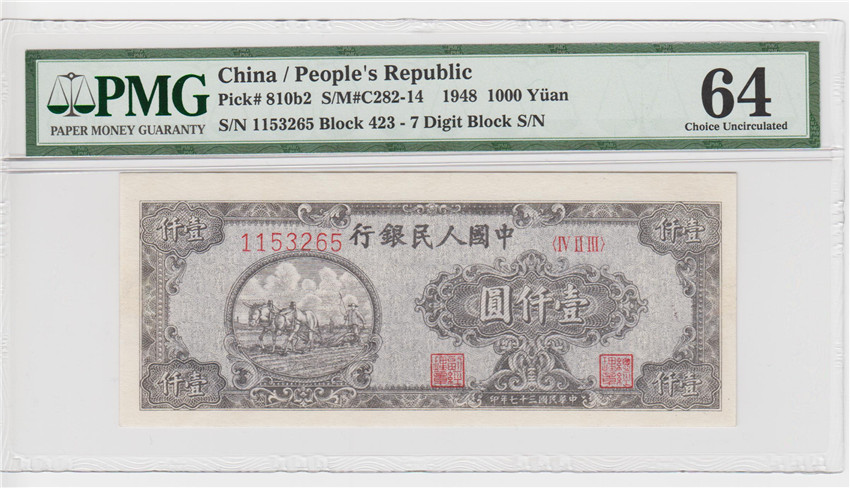 PMG
PAPER MONEY GUARANTY
China / People's Republic
Pick# 810b2 S/M#C282-14 1948 1000 Yüan
S/N 1153265 Block 423 - 7 Digit Block S/N
64
Choice Uncirculated
行銀民人國中
1153265
〈IV II III〉
仟壹
仟壹
圓仟壹
仟壹
仟壹
印年七十三國民華中